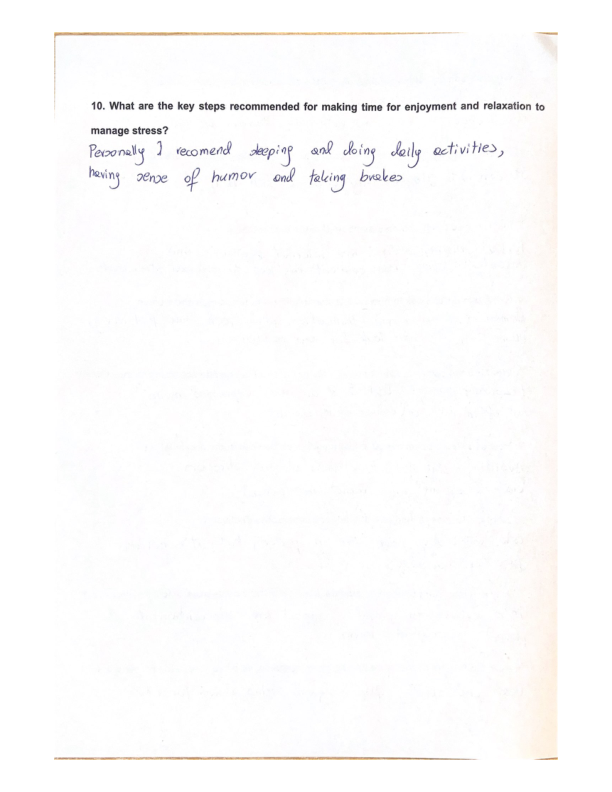 10. What are the key steps recommended for making time for enjoyment and relaxation to
manage stress?
Personally I recomend sleeping and doing daily activities,
having sense of humor and taking brakes